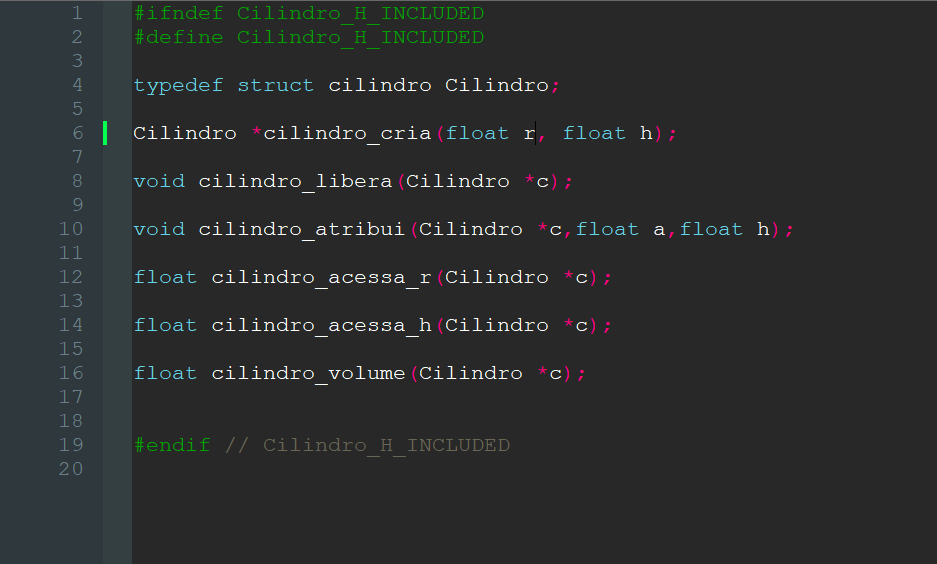 1 #ifndef Cilindro_H_INCLUDED
2 #define Cilindro_H_INCLUDED
3
4 typedef struct cilindro Cilindro;
5
6 Cilindro *cilindro_cria(float r, float h);
7
8 void cilindro_libera(Cilindro *c);
9
10 void cilindro_atribui(Cilindro *c,float a,float h);
11
12 float cilindro_acessa_r(Cilindro *c);
13
14 float cilindro_acessa_h(Cilindro *c);
15
16 float cilindro_volume(Cilindro *c);
17
18
19 #endif // Cilindro_H_INCLUDED
20